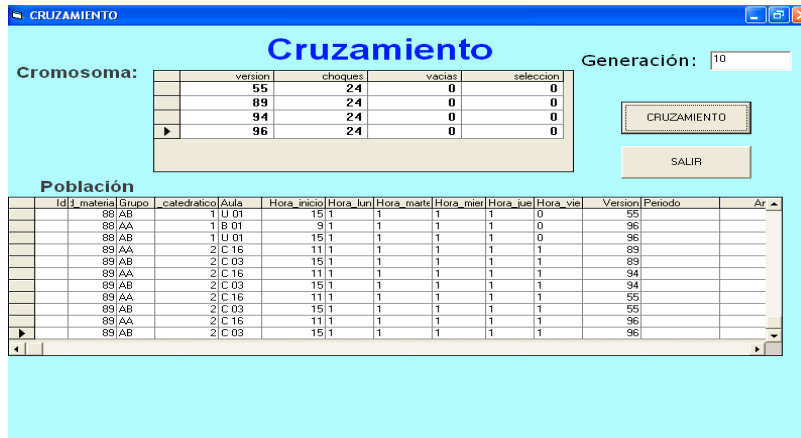 CRUZAMIENTO
Cruzamiento
Generación: 10
Cromosoma:
version choques vacias seleccion
55 24 0 0
89 24 0 0
94 24 0 0
96 24 0 0
CRUZAMIENTO
SALIR
Población
Id d_materia Grupo _catedratico Aula Hora_inicio Hora_lun Hora_marte Hora_mier Hora_jue Hora_vie Version Periodo Ar
88 AB 1 U 01 15 1 1 1 1 0 55
88 AA 1 B 01 9 1 1 1 1 0 96
88 AB 1 U 01 15 1 1 1 1 0 96
89 AA 2 C 16 11 1 1 1 1 1 89
89 AB 2 C 03 15 1 1 1 1 1 89
89 AA 2 C 16 11 1 1 1 1 1 94
89 AB 2 C 03 15 1 1 1 1 1 94
89 AA 2 C 16 11 1 1 1 1 1 55
89 AB 2 C 03 15 1 1 1 1 1 55
89 AA 2 C 16 11 1 1 1 1 1 96
89 AB 2 C 03 15 1 1 1 1 1 96